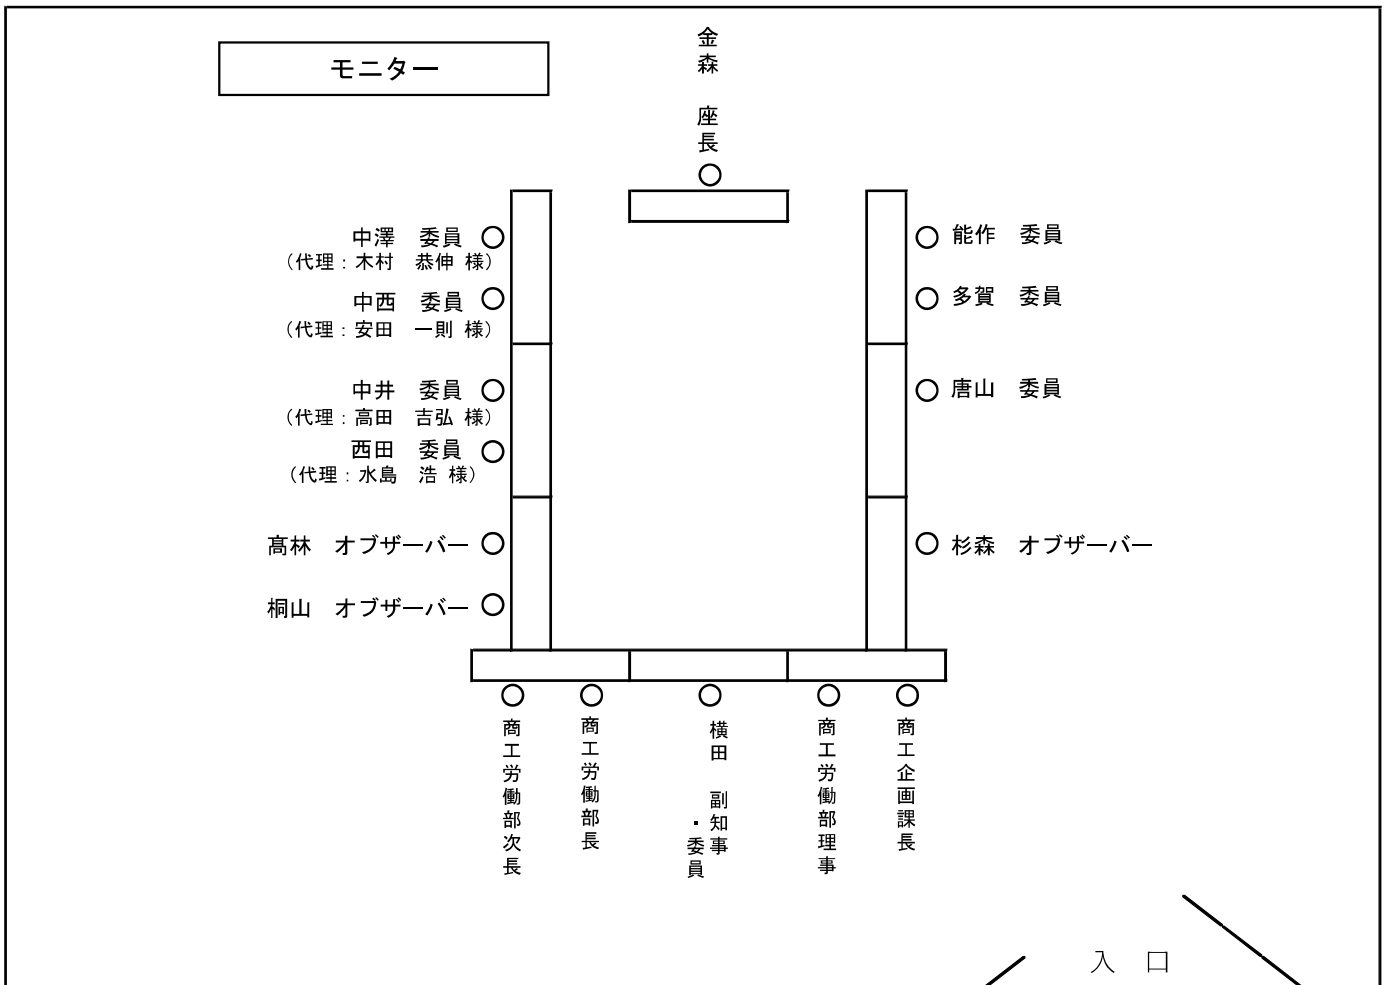 モニター
金森　座長
中澤　委員
（代理：木村　恭伸 様）
中西　委員
（代理：安田　一則 様）
中井　委員
（代理：高田　吉弘 様）
西田　委員
（代理：水島　浩 様）
髙林　オブザーバー
桐山　オブザーバー
能作　委員
多賀　委員
唐山　委員
杉森　オブザーバー
商工労働部次長
商工労働部長
横田　副知事
・委員
商工労働部理事
商工企画課長
入　口